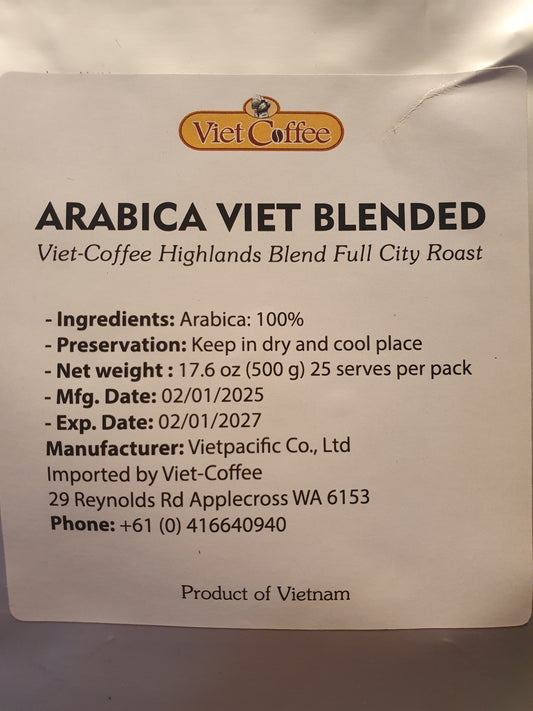 Viet Coffee
ARABICA VIET BLENDED
Viet-Coffee Highlands Blend Full City Roast
- Ingredients: Arabica: 100%
- Preservation: Keep in dry and cool place
- Net weight : 17.6 oz (500 g) 25 serves per pack
- Mfg. Date: 02/01/2025
- Exp. Date: 02/01/2027
Manufacturer: Vietpacific Co., Ltd
Imported by Viet-Coffee
29 Reynolds Rd Applecross WA 6153
Phone: +61 (0) 416640940
Product of Vietnam